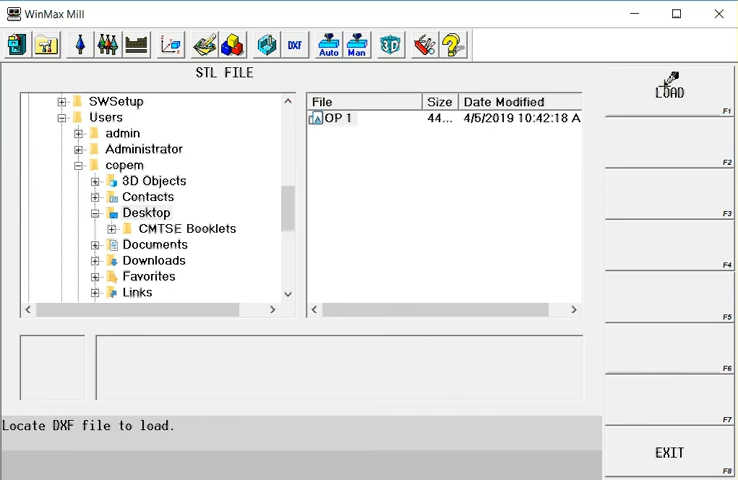 WinMax Mill
DXF
Auto
Man
3D
STL FILE
SWSetup
Users
admin
Administrator
copem
3D Objects
Contacts
Desktop
CMTSE Booklets
Documents
Downloads
Favorites
Links
File Size Date Modified
OP 1 44... 4/5/2019 10:42:18 A
LOAD
F1
F2
F3
F4
F5
F6
F7
EXIT
F8
Locate DXF file to load.